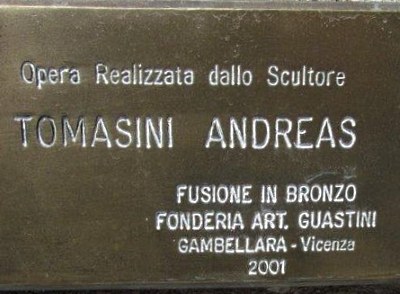 Opera Realizzata dallo Scultore
TOMASINI ANDREAS
FUSIONE IN BRONZO
FONDERIA ART. GUASTINI
GAMBELLARA - Vicenza
2001